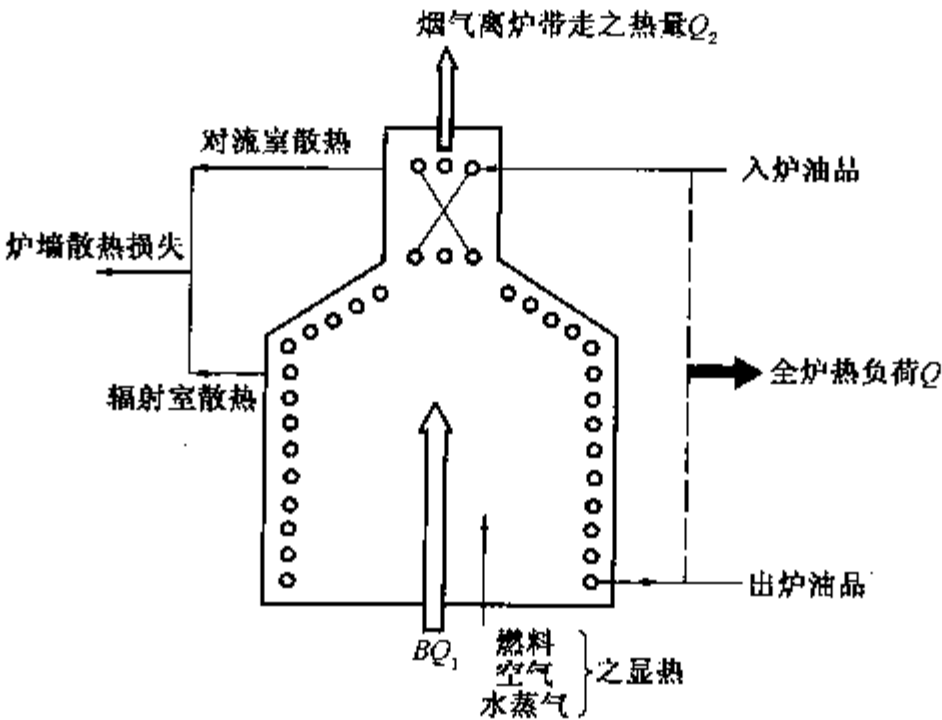 烟气离炉带走之热量Q₂
对流室散热
入炉油品
炉墙散热损失
全炉热负荷Q
辐射室散热
出炉油品
BQ₁
燃料
空气
水蒸气
之显热